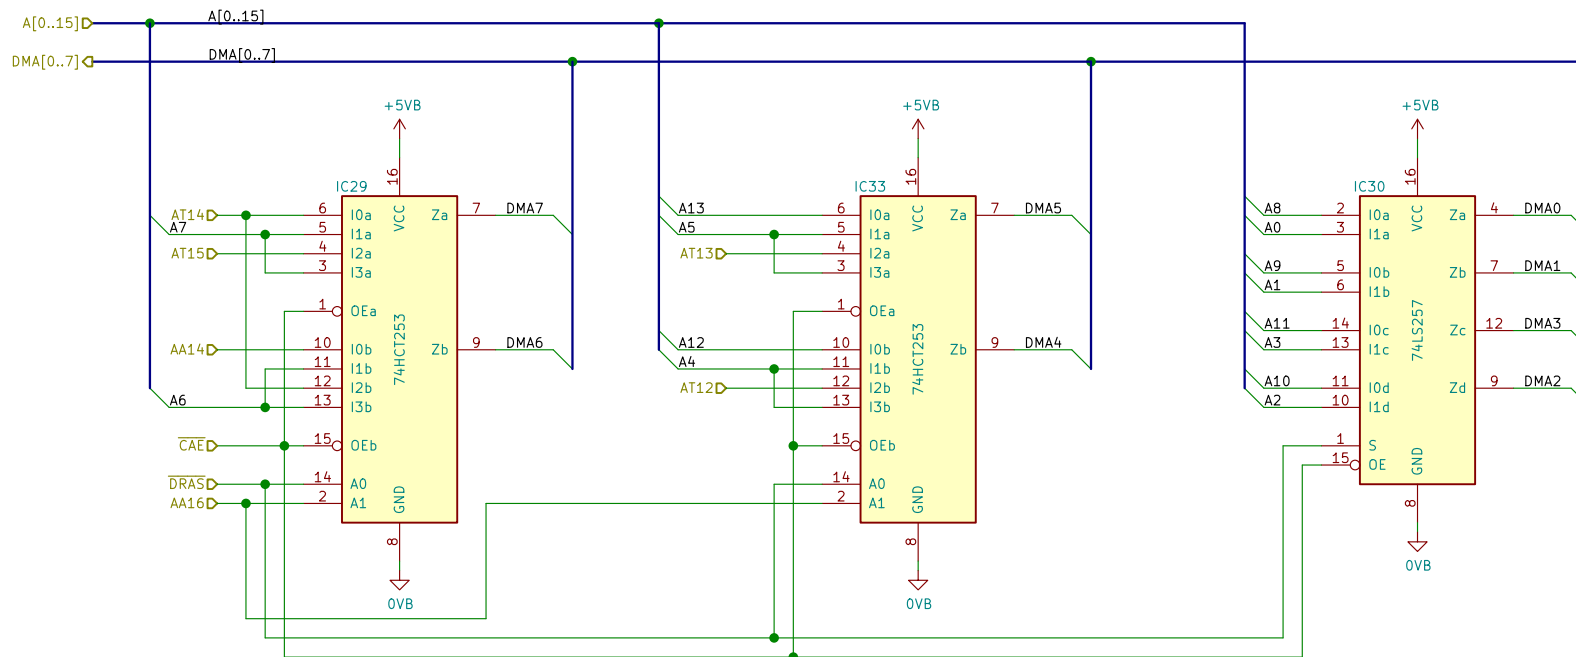 A[0..15] A[0..15]
DMA[0..7] DMA[0..7]
+5VB +5VB +5VB
16 16 16
IC29 IC33 IC30
AT14 6 I0a VCC Za 7 DMA7 A13 6 I0a VCC Za 7 DMA5 A8 2 I0a VCC Za 4 DMA0
A7 5 I1a A5 5 I1a A0 3 I1a
AT15 4 I2a AT13 4 I2a
3 I3a 3 I3a A9 5 I0b Zb 7 DMA1
A1 6 I1b
1 OEa 1 OEa
A11 14 I0c Zc 12 DMA3
AA14 10 I0b 74HCT253 Zb 9 DMA6 A12 10 I0b 74HCT253 Zb 9 DMA4 A3 13 I1c 74LS257
11 I1b A4 11 I1b
12 I2b AT12 12 I2b A10 11 I0d Zd 9 DMA2
A6 13 I3b 13 I3b A2 10 I1d
CAE 15 OEb 15 OEb 1 S
15 OE GND
DRAS 14 A0 14 A0
AA16 2 A1 GND 2 A1 GND 8
8 8
0VB
0VB 0VB